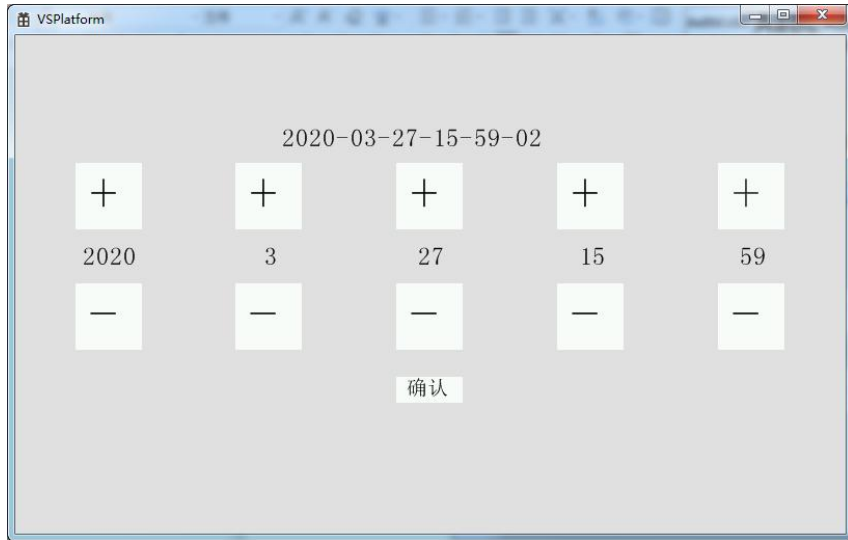 VSPlatform
2020-03-27-15-59-02
+ + + + +
2020 3 27 15 59
— — — — —
确认